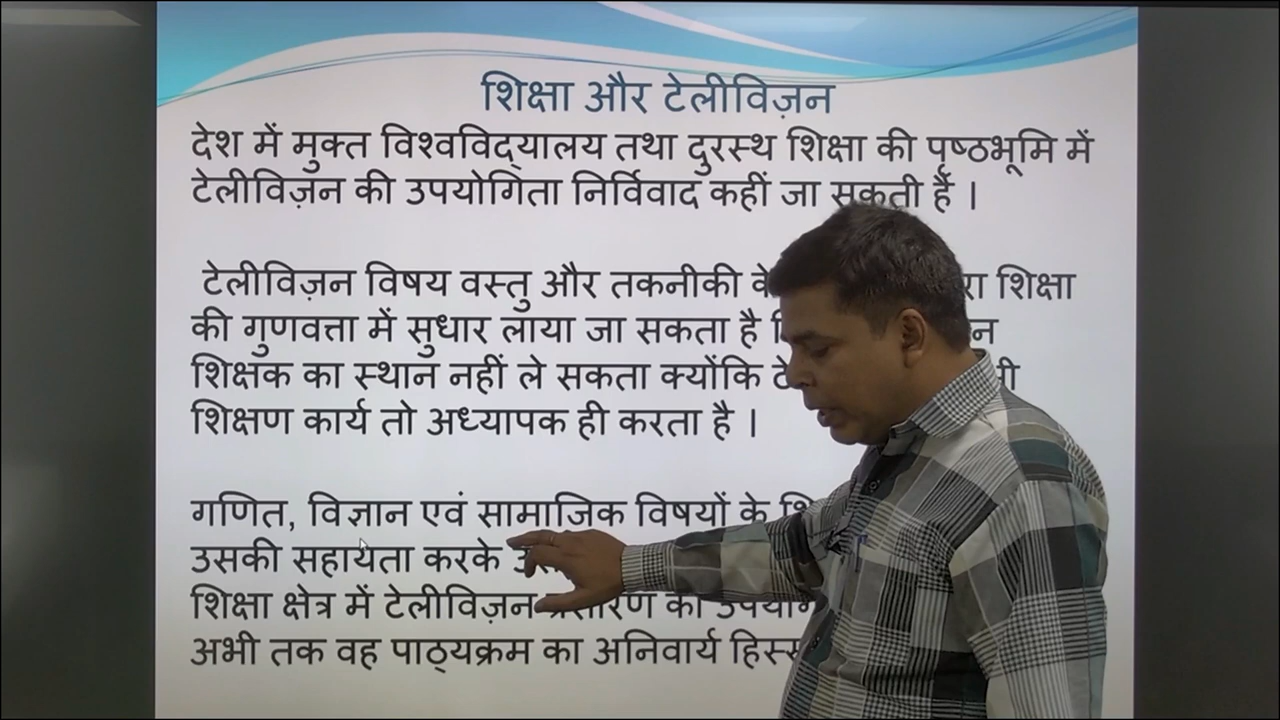 शिक्षा और टेलीविज़न
देश में मुक्त विश्वविद्यालय तथा दुरस्थ शिक्षा की पृष्ठभूमि में
टेलीविज़न की उपयोगिता निर्विवाद कहीं जा सकती है ।
टेलीविज़न विषय वस्तु और तकनीकी शिक्षा
की गुणवत्ता में सुधार लाया जा सकता है
शिक्षक का स्थान नहीं ले सकता क्योंकि
शिक्षण कार्य तो अध्यापक ही करता है ।
गणित, विज्ञान एवं सामाजिक विषयों के
उसकी सहायता करके
शिक्षा क्षेत्र में टेलीविज़न
अभी तक वह पाठ्यक्रम का अनिवार्य